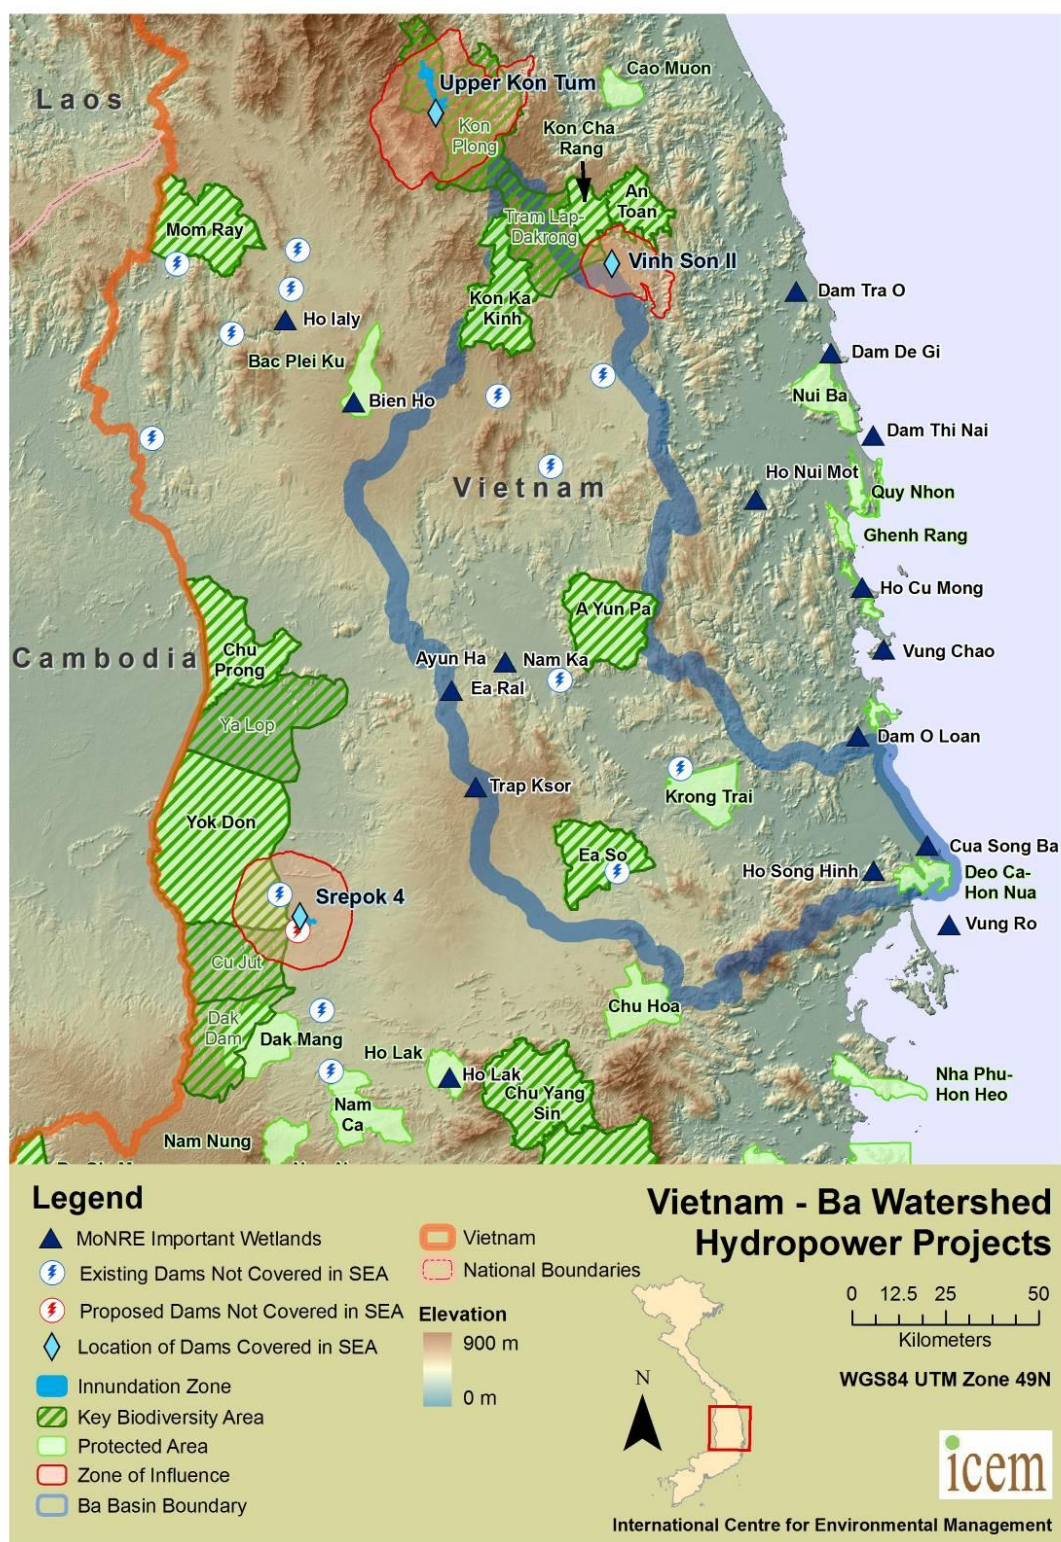 Laos
Upper Kon Tum
Cao Muon
Kon
Plong
Kon Cha
Rang
An
Toan
Mom Ray
Tram Lap-
Dakrong
Vinh Son II
Kon Ka
Kinh
Dam Tra O
Ho Ialy
Bac Plei Ku
Dam De Gi
Bien Ho
Nui Ba
Dam Thi Nai
Vietnam
Ho Nui Mot
Quy Nhon
Ghenh Rang
A Yun Pa
Ho Cu Mong
Cambodia
Chu
Prong
Ayun Ha
Nam Ka
Vung Chao
Ea Ral
Ya Lop
Dam O Loan
Trap Ksor
Krong Trai
Yok Don
Ea So
Cua Song Ba
Ho Song Hinh
Deo Ca-
Hon Nua
Srepok 4
Vung Ro
Cu Jut
Chu Hoa
Dak
Dam
Dak Mang
Ho Lak
Ho Lak
Chu Yang
Sin
Nha Phu-
Hon Heo
Nam
Ca
Nam Nung
Legend
MoNRE Important Wetlands
Existing Dams Not Covered in SEA
Proposed Dams Not Covered in SEA
Location of Dams Covered in SEA
Innundation Zone
Key Biodiversity Area
Protected Area
Zone of Influence
Ba Basin Boundary
Vietnam
National Boundaries
Elevation
900 m
0 m
Vietnam - Ba Watershed
Hydropower Projects
0 12.5 25 50
Kilometers
N
WGS84 UTM Zone 49N
icem
International Centre for Environmental Management